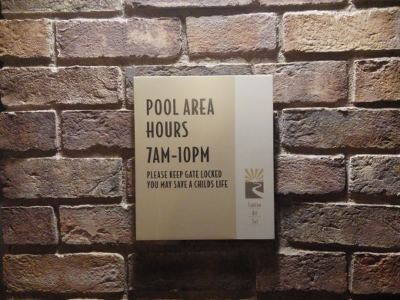 POOL AREA
HOURS
7AM-10PM
PLEASE KEEP GATE LOCKED
YOU MAY SAVE A CHILDS LIFE